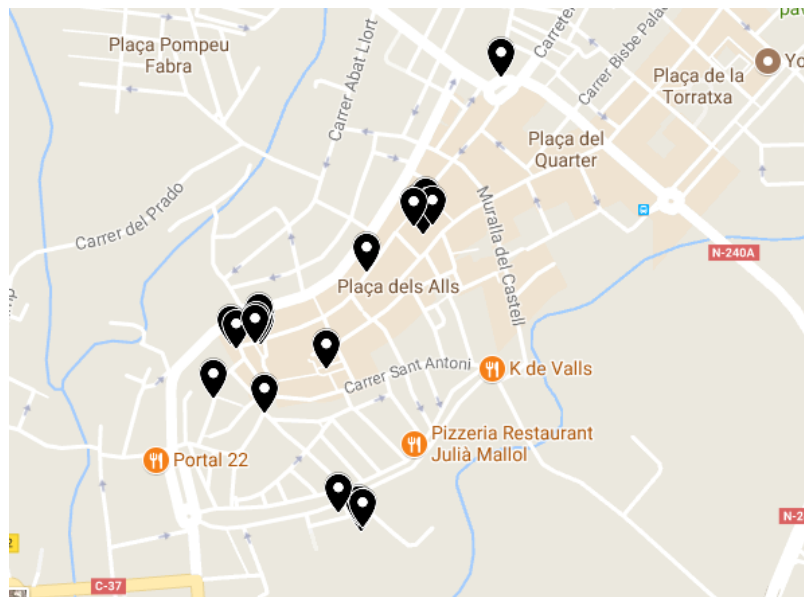 Plaça Pompeu
Fabra
Carrer Abat Llort
Carrer Bisbe Pala
Plaça de la
Torratxa
Yo
Plaça del
Quarter
Carrer del Prado
Muralla del Castell
N-240A
Plaça dels Alls
Carrer Sant Antoni
K de Valls
Pizzeria Restaurant
Julià Mallol
Portal 22
N-2
2
C-37